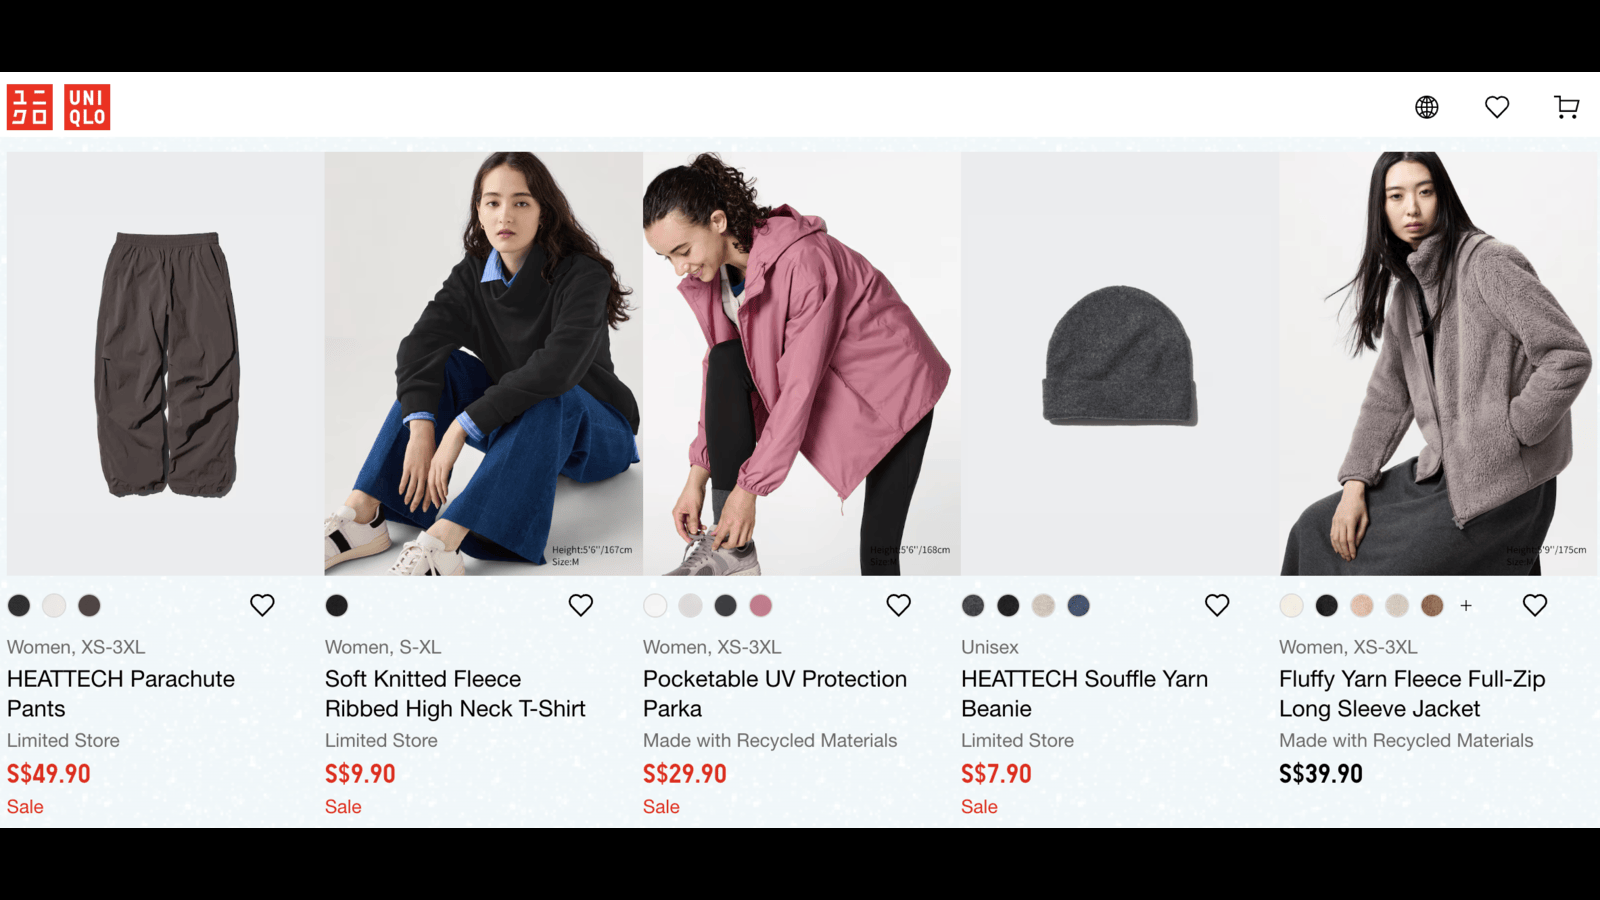 ユニ
クロ
UNI
QLO
Height:5'6"/167cm
Size:M
Height:5'6"/168cm
Size:M
Height:5'9"/175cm
Size:M
Women, XS-3XL
HEATTECH Parachute
Pants
Limited Store
S$49.90
Sale
Women, S-XL
Soft Knitted Fleece
Ribbed High Neck T-Shirt
Limited Store
S$9.90
Sale
Women, XS-3XL
Pocketable UV Protection
Parka
Made with Recycled Materials
S$29.90
Sale
Unisex
HEATTECH Souffle Yarn
Beanie
Limited Store
S$7.90
Sale
+
Women, XS-3XL
Fluffy Yarn Fleece Full-Zip
Long Sleeve Jacket
Made with Recycled Materials
S$39.90